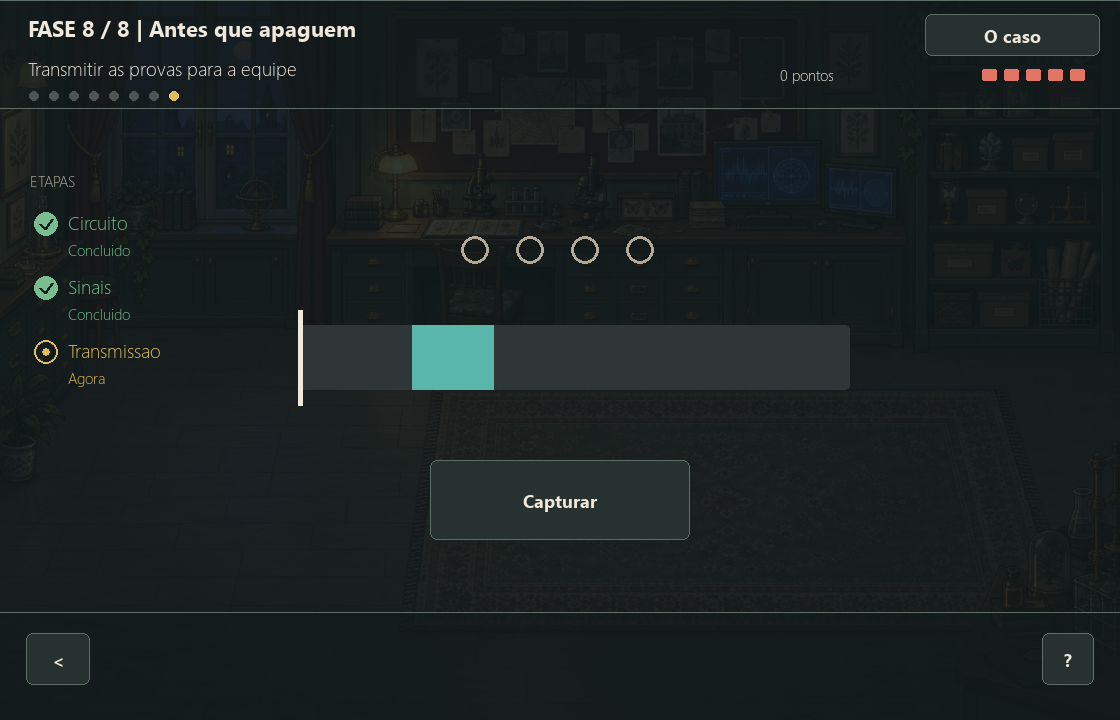 FASE 8 / 8 | Antes que apaguem
O caso
Transmitir as provas para a equipe
0 pontos
ETAPAS
Circuito
Concluido
Sinais
Concluido
Transmissao
Agora
Capturar
<
?